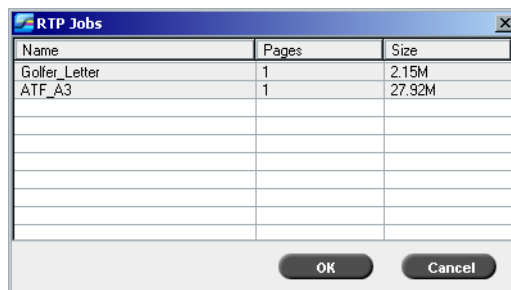 RTP Jobs
Name Pages Size
Golfer_Letter 1 2.15M
ATF_A3 1 27.92M
OK Cancel